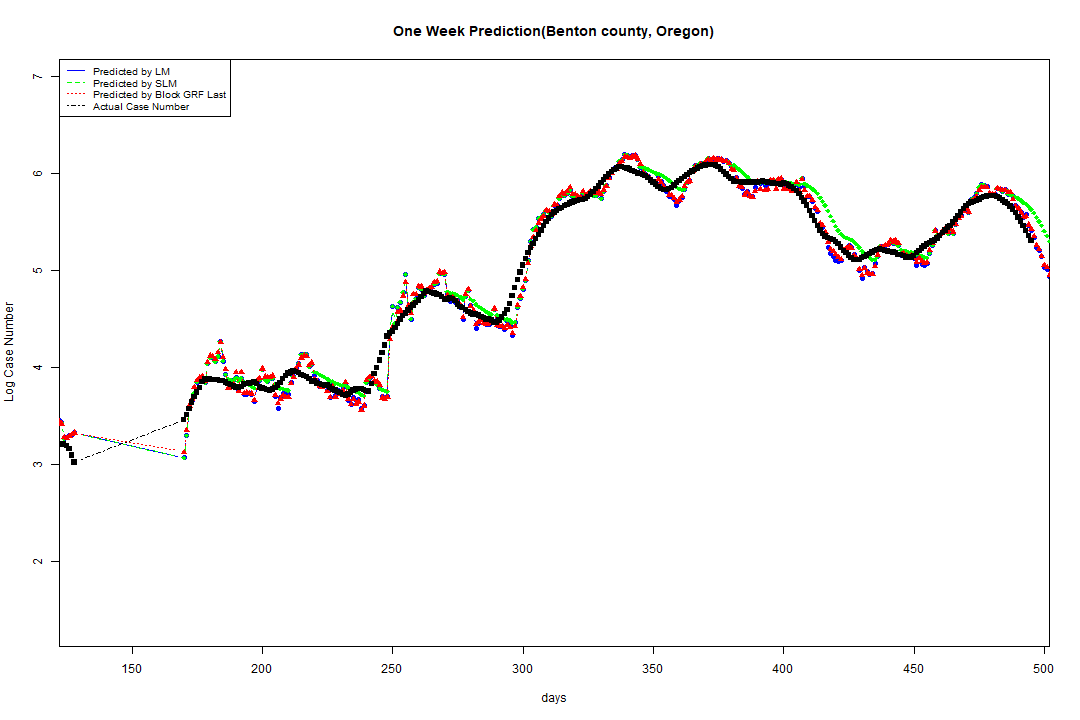 One Week Prediction(Benton county, Oregon)
Predicted by LM
Predicted by SLM
Predicted by Block GRF Last
Actual Case Number
Log Case Number
7
6
5
4
3
2
150 200 250 300 350 400 450 500
days